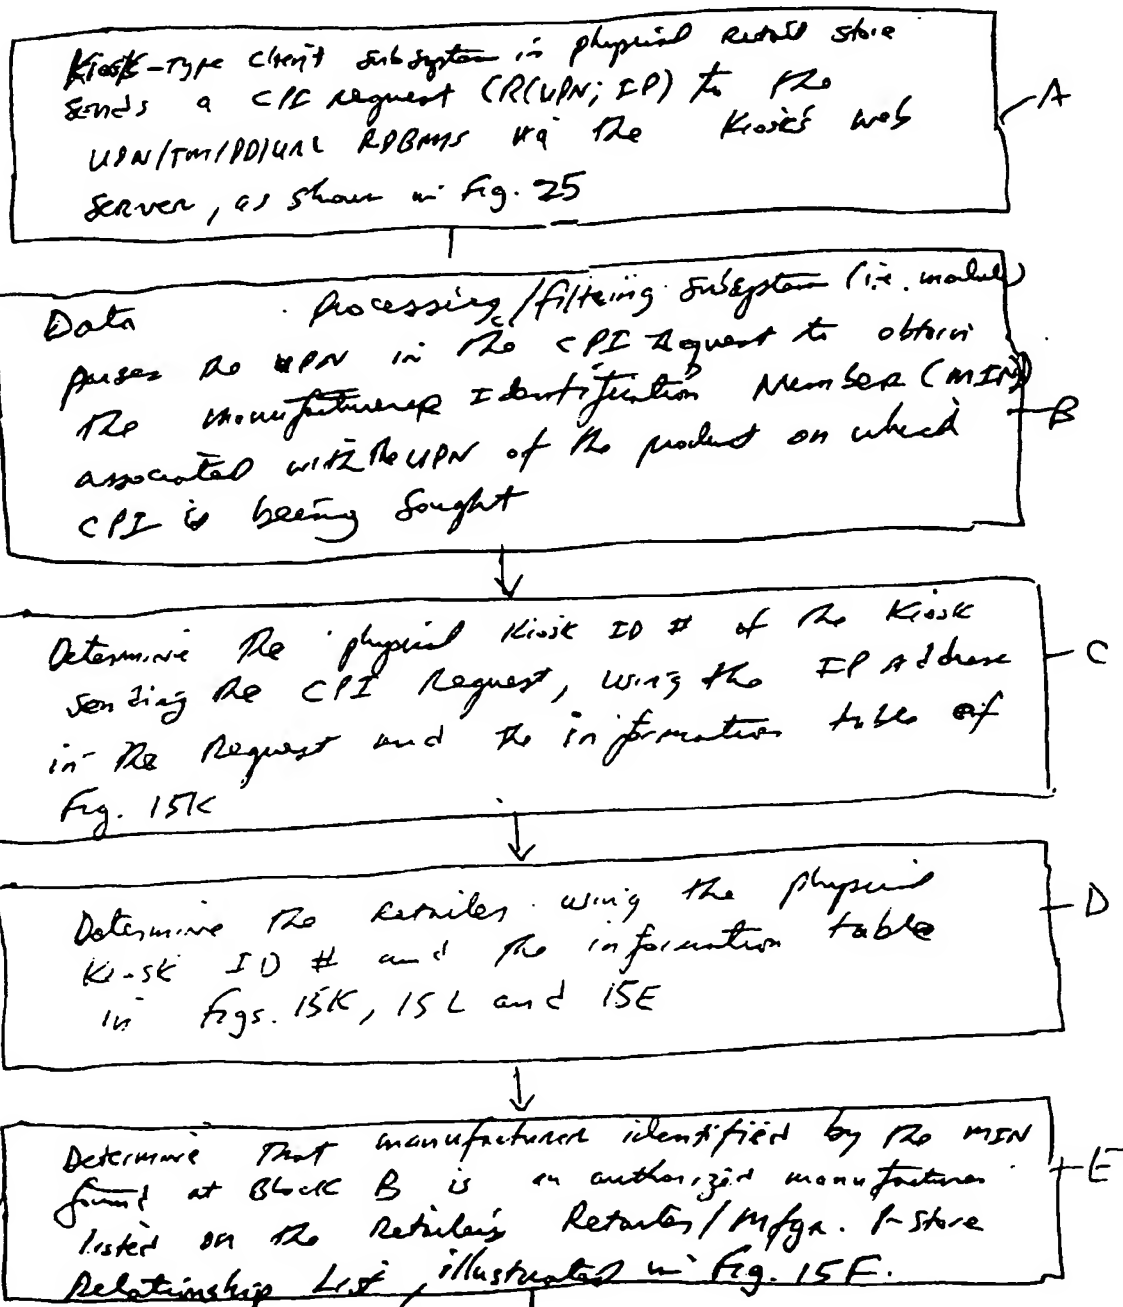 Kiosk-Type client subsystem in physical retail store
sends a CPI request (R(UPN; IP) to the
UPN/TM/PD/URL RDBMS via the Kiosk's web
server, as shown in Fig. 25
A
Data processing/filtering subsystem (i.e. module)
parses the UPN in the CPI Request to obtain
the manufacturer Identification Number (MIN)
associated with the UPN of the product on which
CPI is being sought
B
Determine the physical Kiosk ID # of the Kiosk
sending the CPI Request, using the IP Address
in the Request and the information table of
Fig. 15K
C
Determine the retailer using the physical
Kiosk ID # and the information table
in Figs. 15K, 15L and 15E
D
Determine that manufacturer identified by the MIN
found at Block B is an authorized manufacturer
listed on the Retailer's Retailer/Mfgr. P-Store
Relationship List, illustrated in Fig. 15F.
E